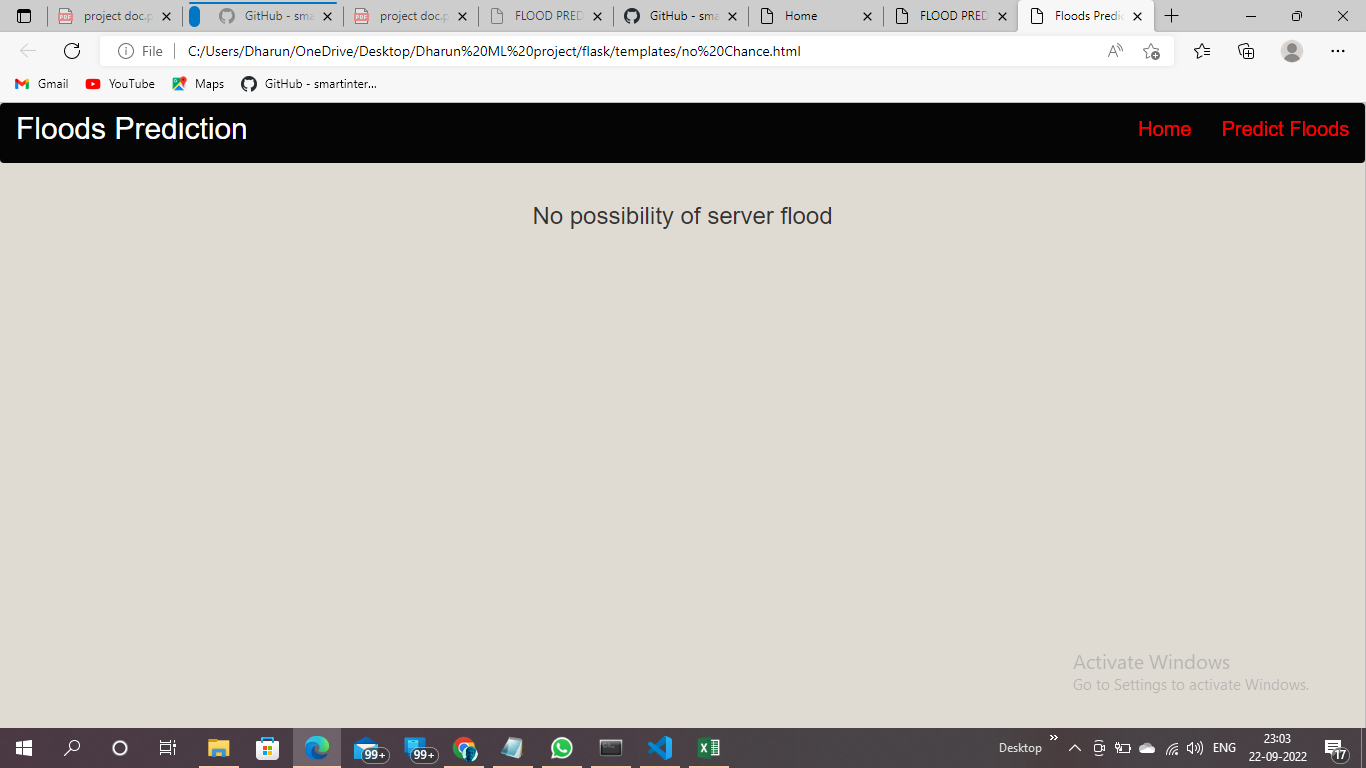 project doc.p
GitHub - sma
project doc.p
FLOOD PRED
GitHub - sma
Home
FLOOD PRED
Floods Predic
File
C:/Users/Dharun/OneDrive/Desktop/Dharun%20ML%20project/flask/templates/no%20Chance.html
Gmail
YouTube
Maps
GitHub - smartinter...
Floods Prediction
Home
Predict Floods
No possibility of server flood
Activate Windows
Go to Settings to activate Windows.
99+
99+
Desktop
ENG
23:03
22-09-2022
17